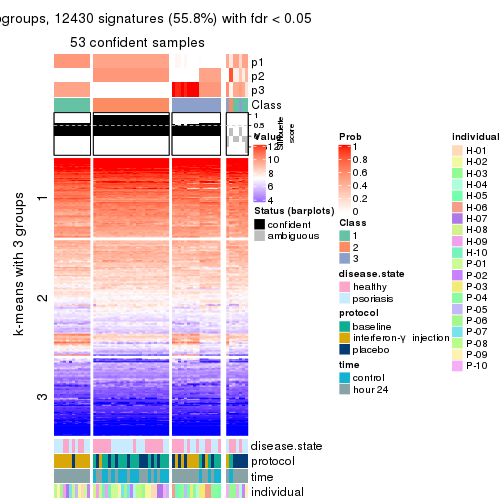 ogroups, 12430 signatures (55.8%) with fdr < 0.05
53 confident samples
p1
p2
p3
Class
1
0.5
Silhouette
score
k-means with 3 groups
1
2
3
disease.state
protocol
time
individual
Value
12
10
8
6
4
Status (barplots)
confident
ambiguous
Prob
1
0.8
0.6
0.4
0.2
0
Class
1
2
3
disease.state
healthy
psoriasis
protocol
baseline
interferon-γ injection
placebo
time
control
hour 24
individual
H-01
H-02
H-03
H-04
H-05
H-06
H-07
H-08
H-09
H-10
P-01
P-02
P-03
P-04
P-05
P-06
P-07
P-08
P-09
P-10